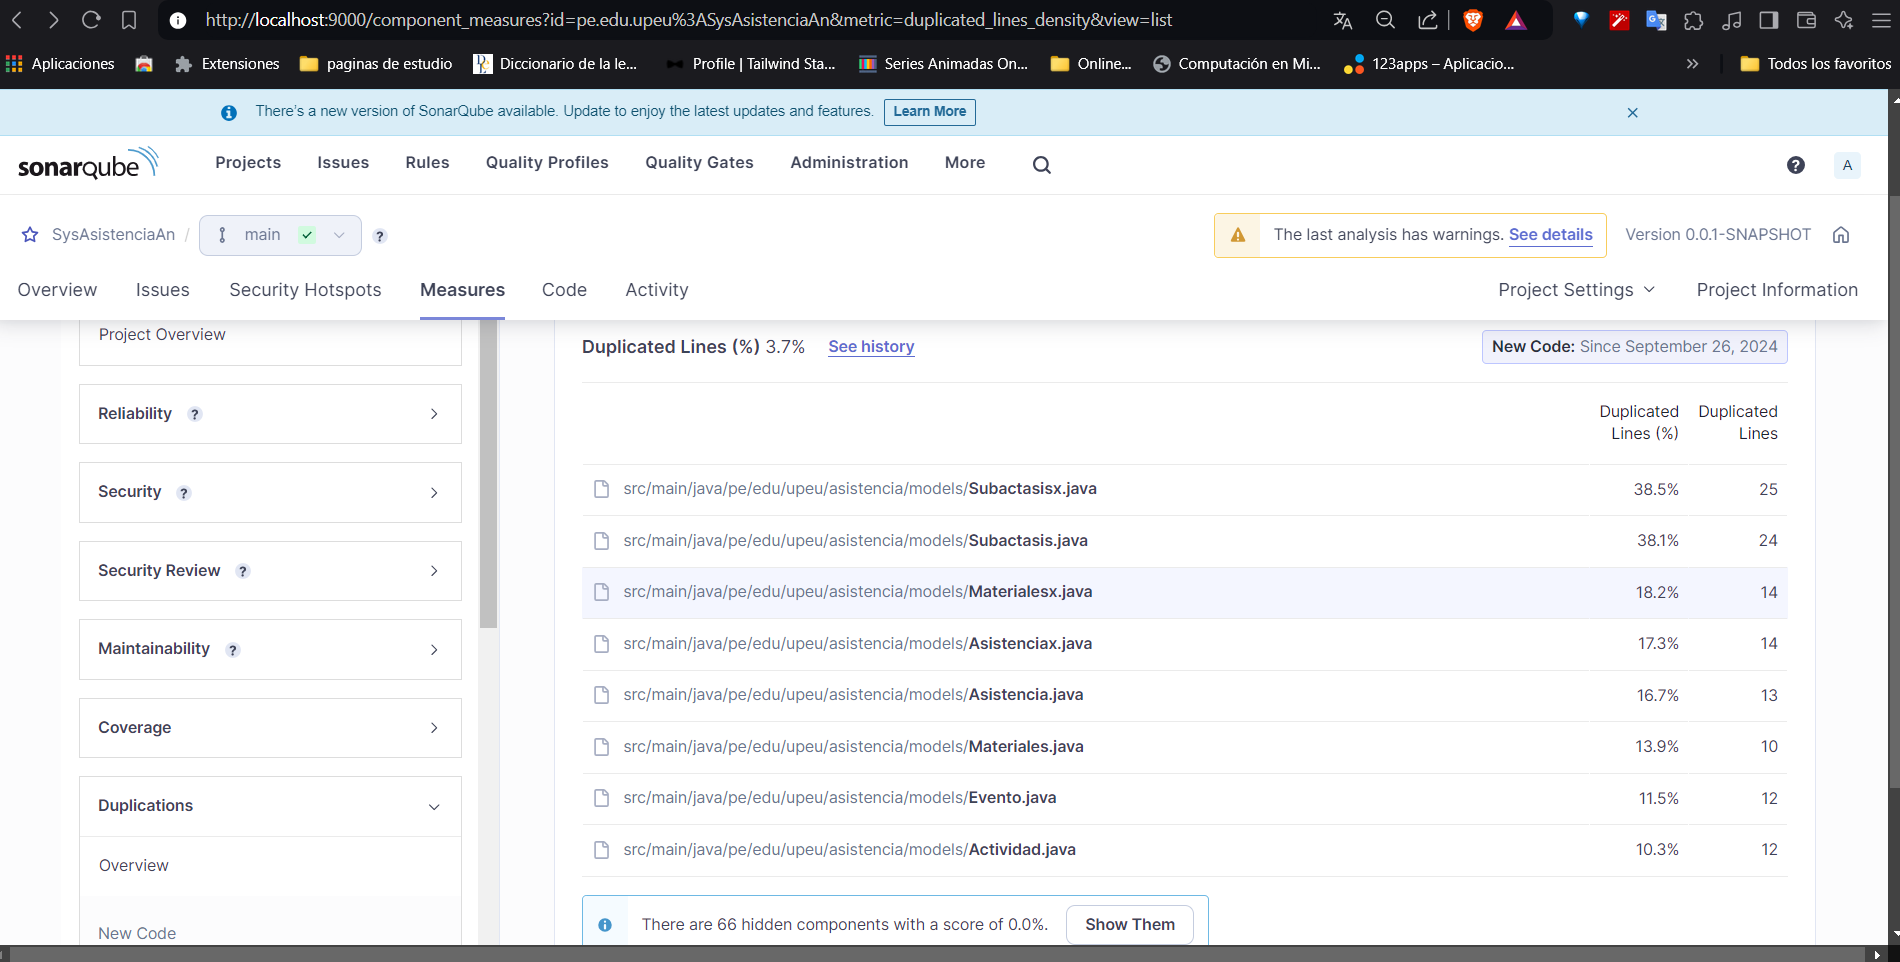 http://localhost:9000/component_measures?id=pe.edu.upeu%3ASysAsistenciaAn&metric=duplicated_lines_density&view=list
Aplicaciones Extensiones paginas de estudio Diccionario de la le... Profile | Tailwind Sta... Series Animadas On... Online... Computación en Mi... 123apps – Aplicacio... » Todos los favoritos
There's a new version of SonarQube available. Update to enjoy the latest updates and features. Learn More
sonarqube Projects Issues Rules Quality Profiles Quality Gates Administration More ? A
SysAsistenciaAn / main ? The last analysis has warnings. See details Version 0.0.1-SNAPSHOT
Overview Issues Security Hotspots Measures Code Activity Project Settings Project Information
Project Overview
Reliability ?
Security ?
Security Review ?
Maintainability ?
Coverage
Duplications
Overview
New Code
Duplicated Lines (%) 3.7% See history New Code: Since September 26, 2024
Duplicated Duplicated
Lines (%) Lines
src/main/java/pe/edu/upeu/asistencia/models/Subactasisx.java 38.5% 25
src/main/java/pe/edu/upeu/asistencia/models/Subactasis.java 38.1% 24
src/main/java/pe/edu/upeu/asistencia/models/Materialesx.java 18.2% 14
src/main/java/pe/edu/upeu/asistencia/models/Asistenciax.java 17.3% 14
src/main/java/pe/edu/upeu/asistencia/models/Asistencia.java 16.7% 13
src/main/java/pe/edu/upeu/asistencia/models/Materiales.java 13.9% 10
src/main/java/pe/edu/upeu/asistencia/models/Evento.java 11.5% 12
src/main/java/pe/edu/upeu/asistencia/models/Actividad.java 10.3% 12
There are 66 hidden components with a score of 0.0%. Show Them